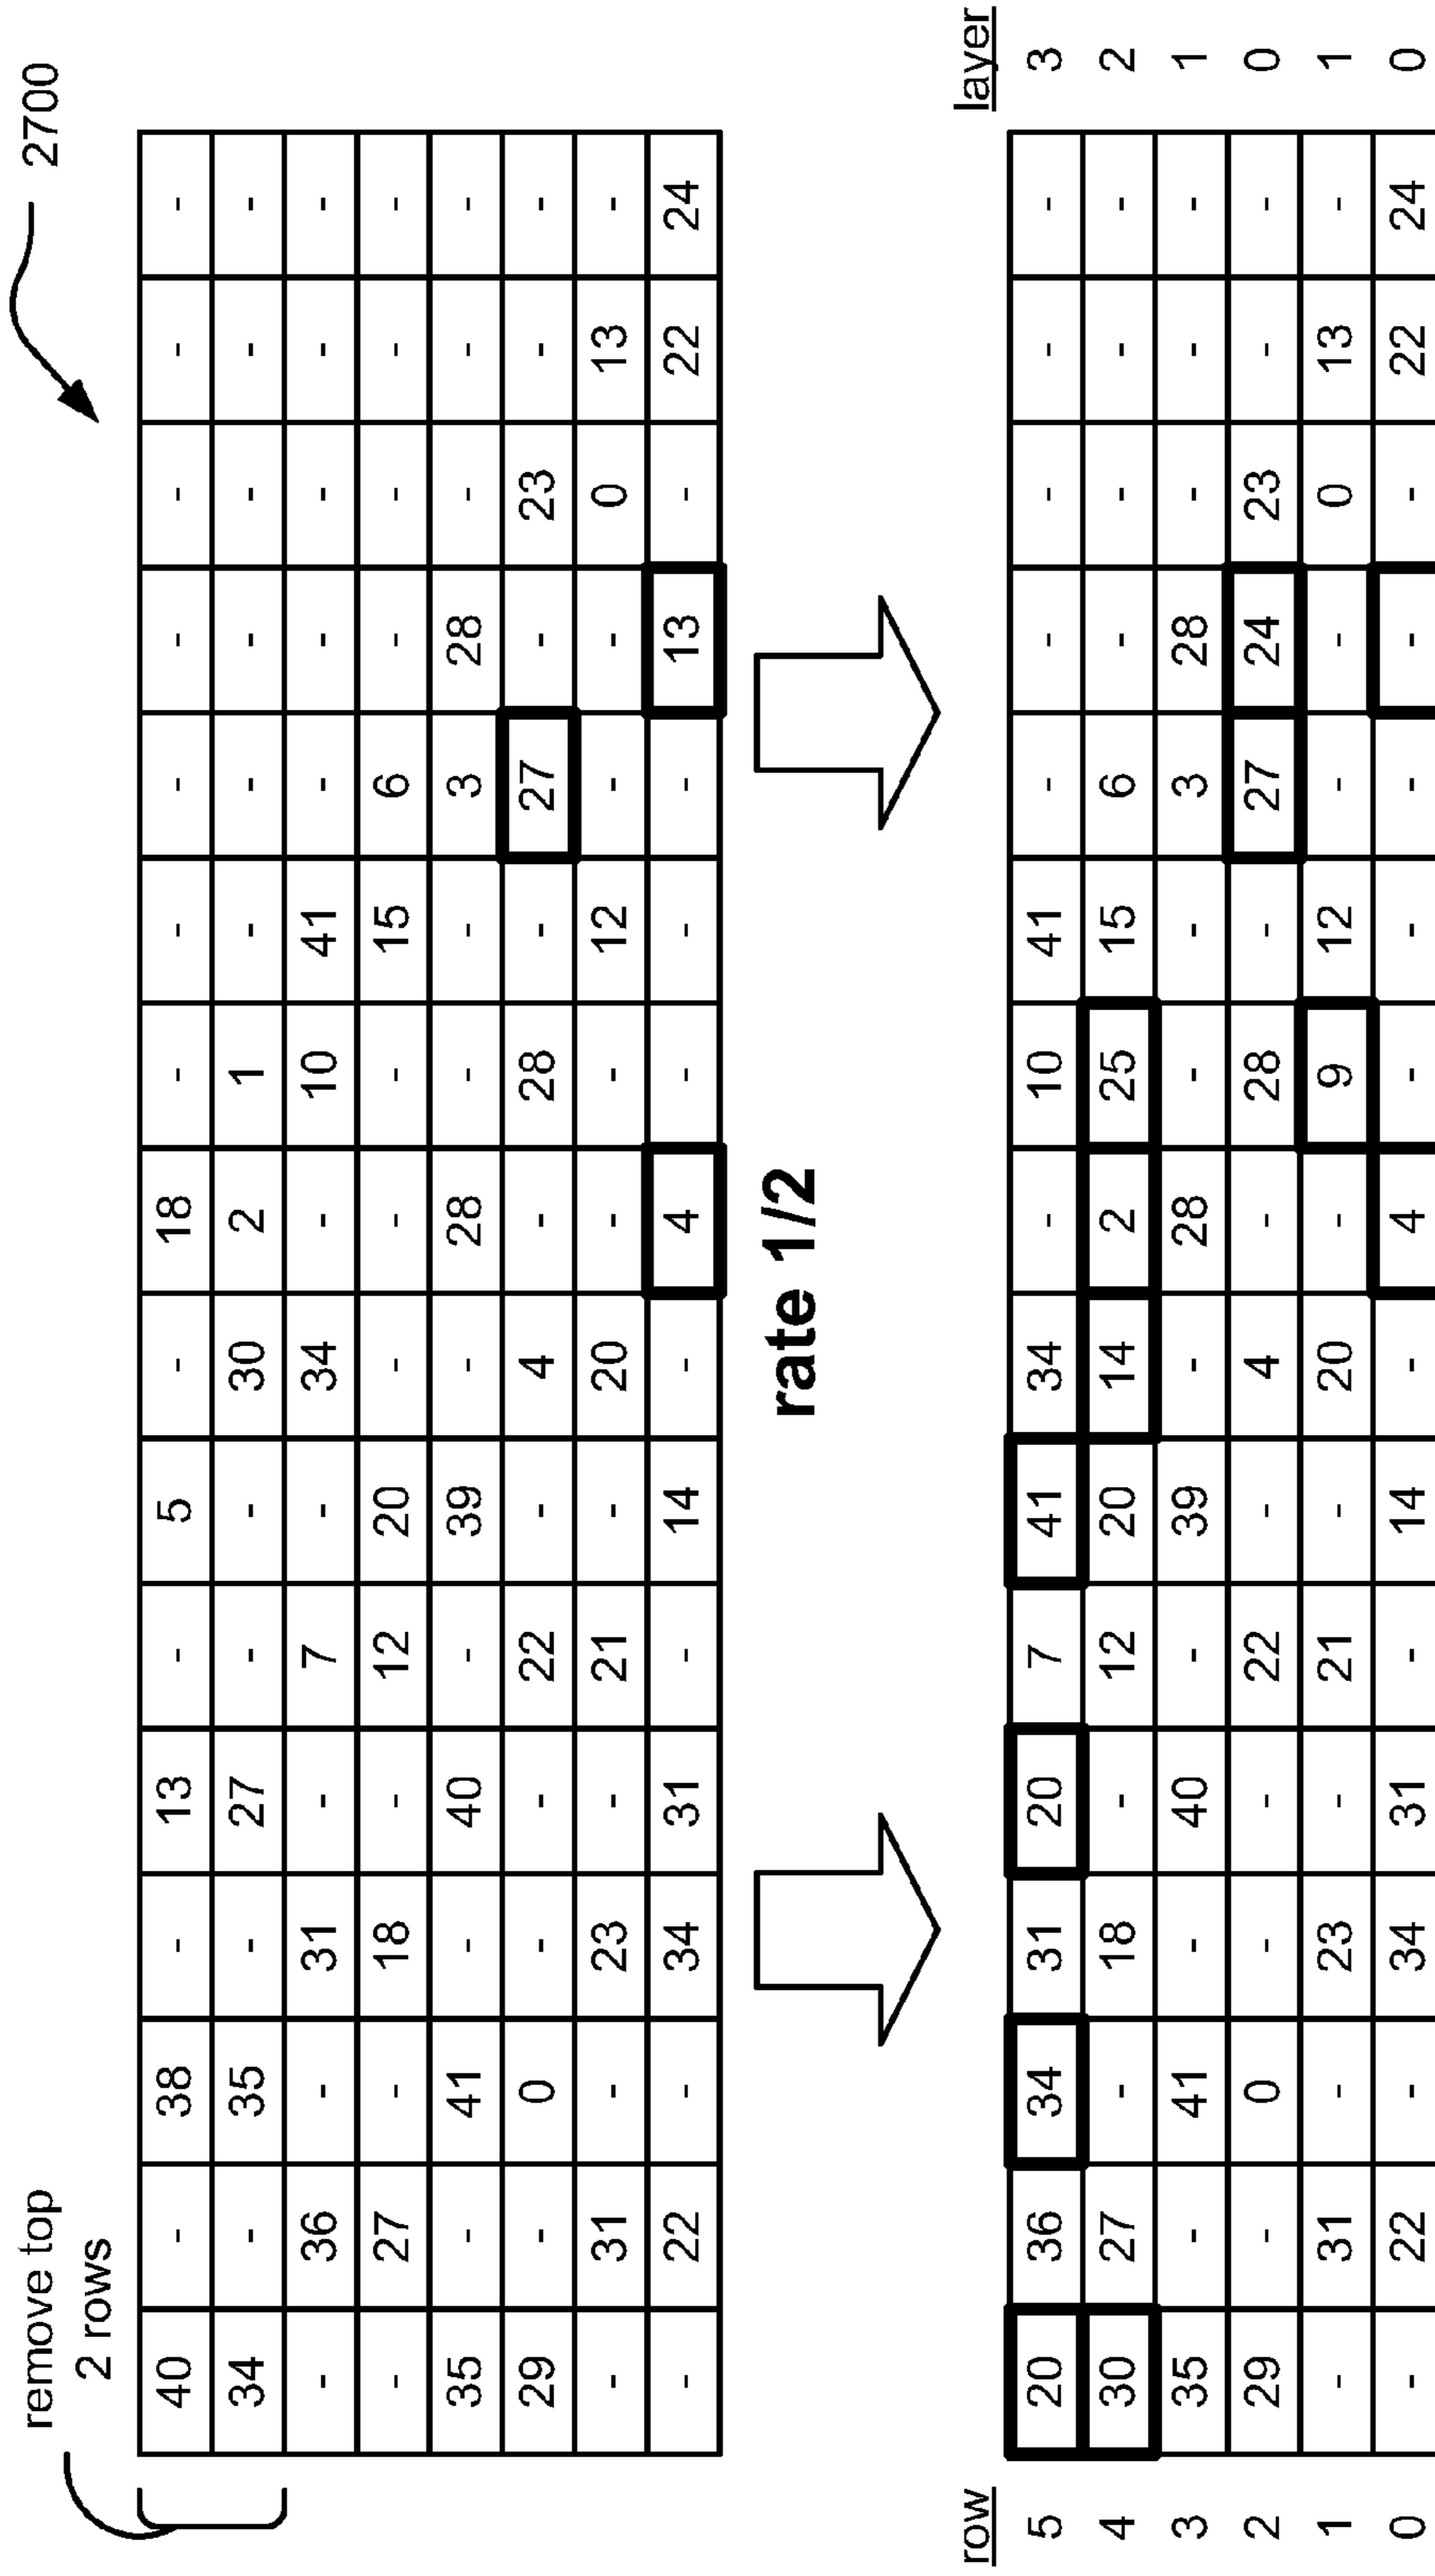 remove top
2 rows
2700
40 - 38 - 13 - 5 - 18 - - - - - - -
34 - 35 - 27 - - 30 2 1 - - - - - -
- 36 - 31 - 7 - 34 - 10 41 - - - - -
- 27 - 18 - 12 20 - - - 15 6 - - - -
35 - 41 - 40 - 39 - 28 - - 3 28 - - -
29 - 0 - - 22 - 4 - 28 - 27 - 23 - -
- 31 - 23 - 21 - 20 - - 12 - - 0 13 -
- 22 - 34 31 - 14 - 4 - - - 13 - 22 24
rate 1/2
row layer
5 20 36 34 31 20 7 41 34 - 10 41 - - - - - 3
4 30 27 - 18 - 12 20 14 2 25 15 6 - - - - 2
3 35 - 41 - 40 - 39 - 28 - - 3 28 - - - 1
2 29 - 0 - - 22 - 4 - 28 - 27 24 23 - - 0
1 - 31 - 23 - 21 - 20 - 9 12 - - 0 13 - 1
0 - 22 - 34 31 - 14 - 4 - - - - - 22 24 0